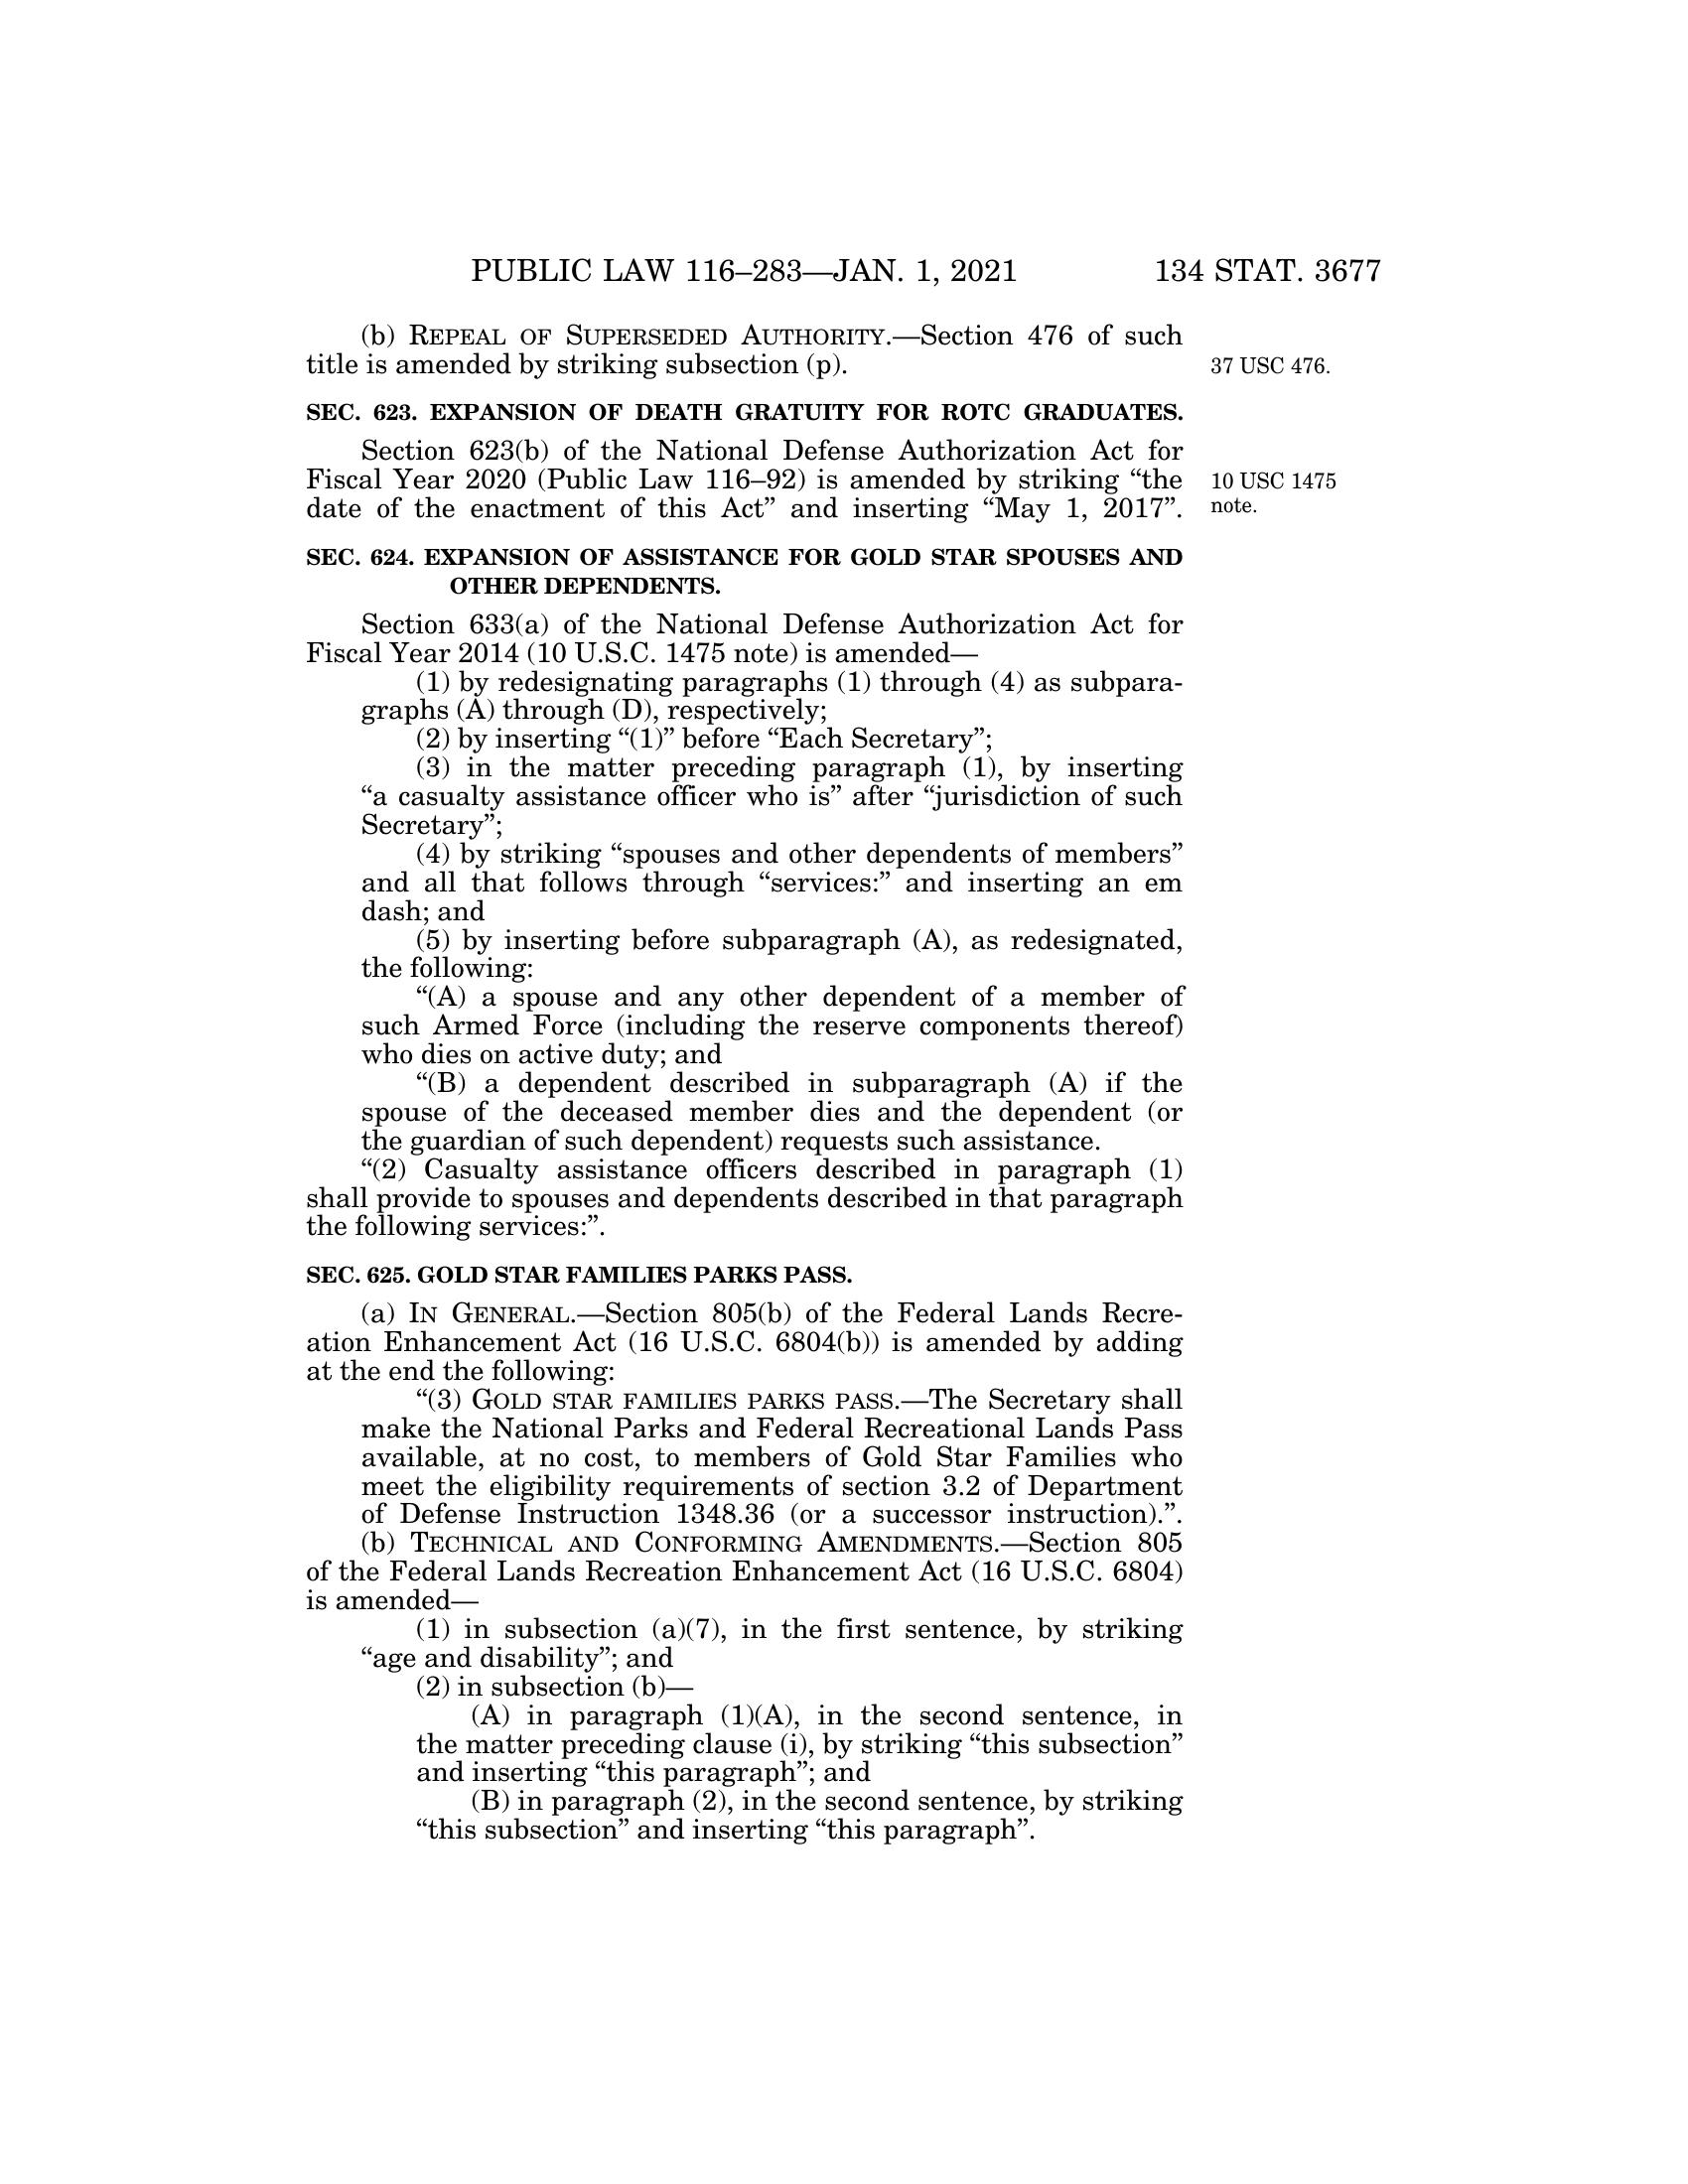 PUBLIC LAW 116–283—JAN. 1, 2021 134 STAT. 3677
(b) REPEAL OF SUPERSEDED AUTHORITY.—Section 476 of such
title is amended by striking subsection (p).
37 USC 476.
SEC. 623. EXPANSION OF DEATH GRATUITY FOR ROTC GRADUATES.
Section 623(b) of the National Defense Authorization Act for
Fiscal Year 2020 (Public Law 116–92) is amended by striking “the
date of the enactment of this Act” and inserting “May 1, 2017”.
10 USC 1475
note.
SEC. 624. EXPANSION OF ASSISTANCE FOR GOLD STAR SPOUSES AND
OTHER DEPENDENTS.
Section 633(a) of the National Defense Authorization Act for
Fiscal Year 2014 (10 U.S.C. 1475 note) is amended—
(1) by redesignating paragraphs (1) through (4) as subpara-
graphs (A) through (D), respectively;
(2) by inserting “(1)” before “Each Secretary”;
(3) in the matter preceding paragraph (1), by inserting
“a casualty assistance officer who is” after “jurisdiction of such
Secretary”;
(4) by striking “spouses and other dependents of members”
and all that follows through “services:” and inserting an em
dash; and
(5) by inserting before subparagraph (A), as redesignated,
the following:
“(A) a spouse and any other dependent of a member of
such Armed Force (including the reserve components thereof)
who dies on active duty; and
“(B) a dependent described in subparagraph (A) if the
spouse of the deceased member dies and the dependent (or
the guardian of such dependent) requests such assistance.
“(2) Casualty assistance officers described in paragraph (1)
shall provide to spouses and dependents described in that paragraph
the following services:”.
SEC. 625. GOLD STAR FAMILIES PARKS PASS.
(a) IN GENERAL.—Section 805(b) of the Federal Lands Recre-
ation Enhancement Act (16 U.S.C. 6804(b)) is amended by adding
at the end the following:
“(3) GOLD STAR FAMILIES PARKS PASS.—The Secretary shall
make the National Parks and Federal Recreational Lands Pass
available, at no cost, to members of Gold Star Families who
meet the eligibility requirements of section 3.2 of Department
of Defense Instruction 1348.36 (or a successor instruction).”.
(b) TECHNICAL AND CONFORMING AMENDMENTS.—Section 805
of the Federal Lands Recreation Enhancement Act (16 U.S.C. 6804)
is amended—
(1) in subsection (a)(7), in the first sentence, by striking
“age and disability”; and
(2) in subsection (b)—
(A) in paragraph (1)(A), in the second sentence, in
the matter preceding clause (i), by striking “this subsection”
and inserting “this paragraph”; and
(B) in paragraph (2), in the second sentence, by striking
“this subsection” and inserting “this paragraph”.